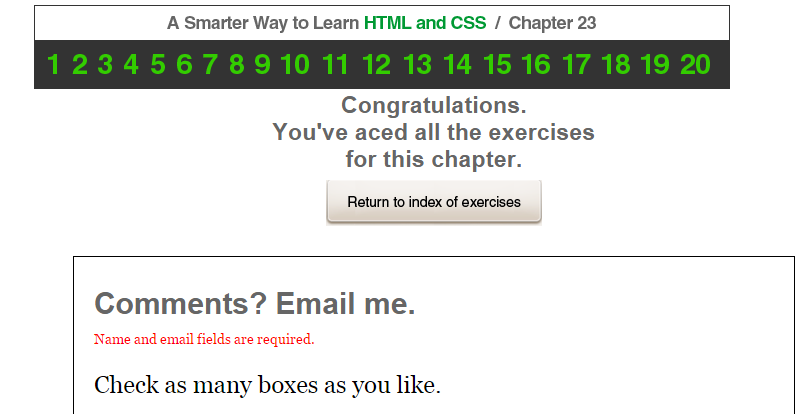 A Smarter Way to Learn HTML and CSS / Chapter 23
1 2 3 4 5 6 7 8 9 10 11 12 13 14 15 16 17 18 19 20
Congratulations.
You've aced all the exercises
for this chapter.
Return to index of exercises
Comments? Email me.
Name and email fields are required.
Check as many boxes as you like.